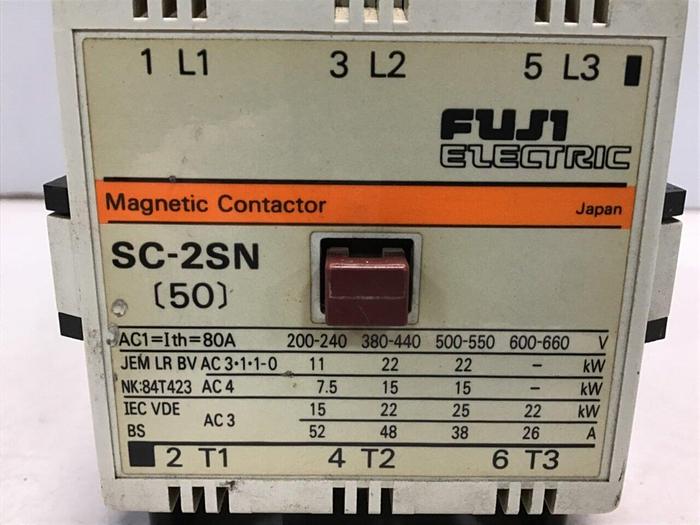 1 L1 3 L2 5 L3
FUJI
ELECTRIC
Magnetic Contactor Japan
SC-2SN
(50)
AC1=Ith=80A 200-240 380-440 500-550 600-660 V
JEM LR BV AC 3·1·1-0 11 22 22 – kW
NK:84T423 AC 4 7.5 15 15 – kW
IEC VDE AC 3 15 22 25 22 kW
BS 52 48 38 26 A
2 T1 4 T2 6 T3